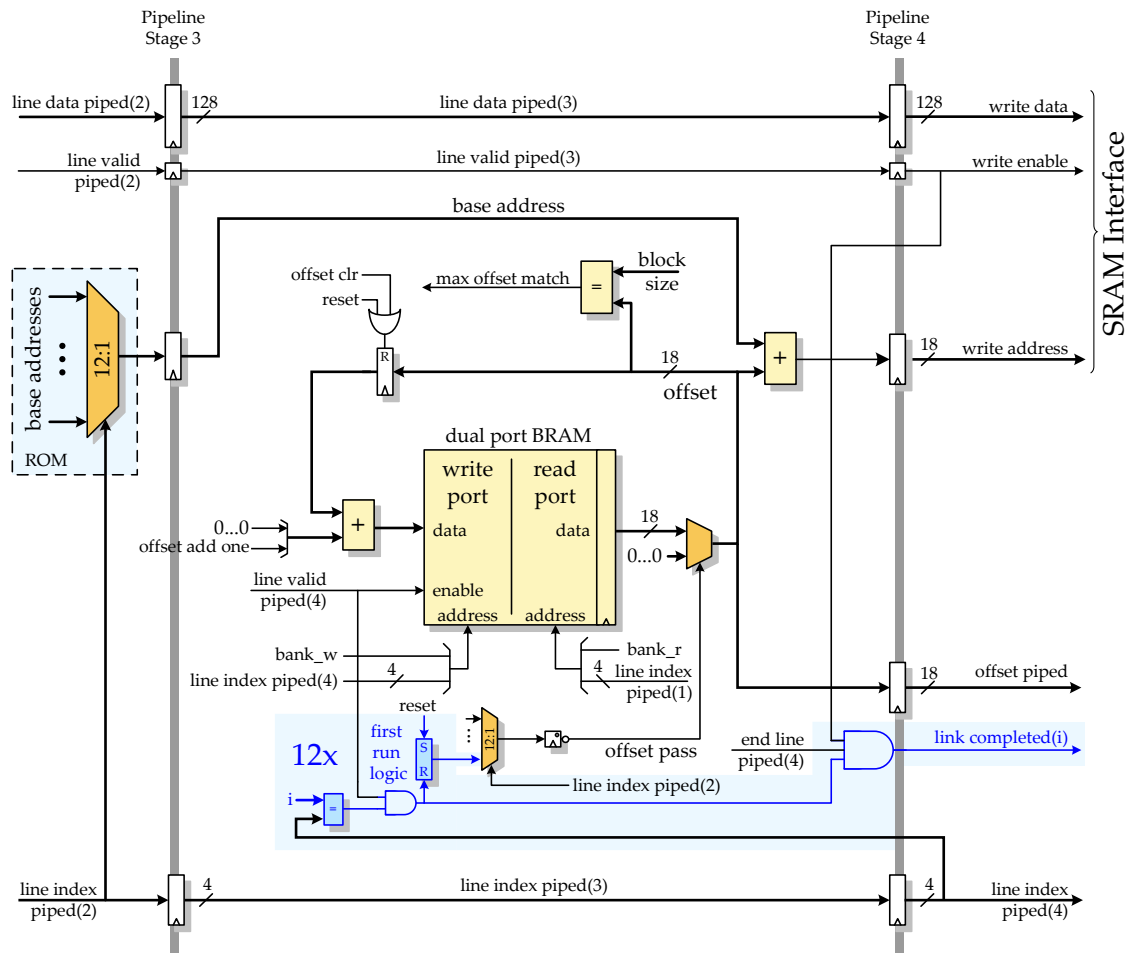 Pipeline
Stage 3
Pipeline
Stage 4
line data piped(2)
128
line data piped(3)
128
write data
line valid
piped(2)
line valid piped(3)
write enable
base address
SRAM Interface
offset clr
reset
max offset match
=
block
size
base addresses
12:1
ROM
R
18
offset
+
18
write address
dual port BRAM
write
port
read
port
0...0
offset add one
+
data
data
18
0...0
line valid
piped(4)
enable
address
address
bank_w
4
line index piped(4)
bank_r
4
line index
piped(1)
18
offset piped
reset
12x
first
run
logic
S
R
12:1
offset pass
end line
piped(4)
link completed(i)
line index piped(2)
i
=
line index
piped(2)
4
line index piped(3)
4
line index
piped(4)